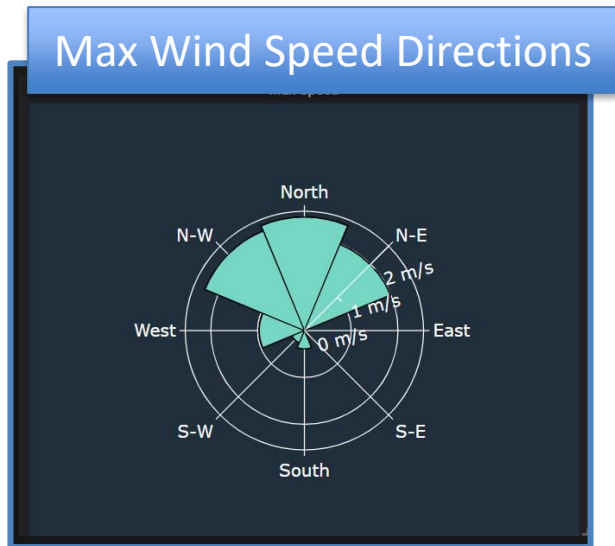 Max Wind Speed Directions
North
N-W
N-E
2 m/s
1 m/s
West
0 m/s
East
S-W
S-E
South